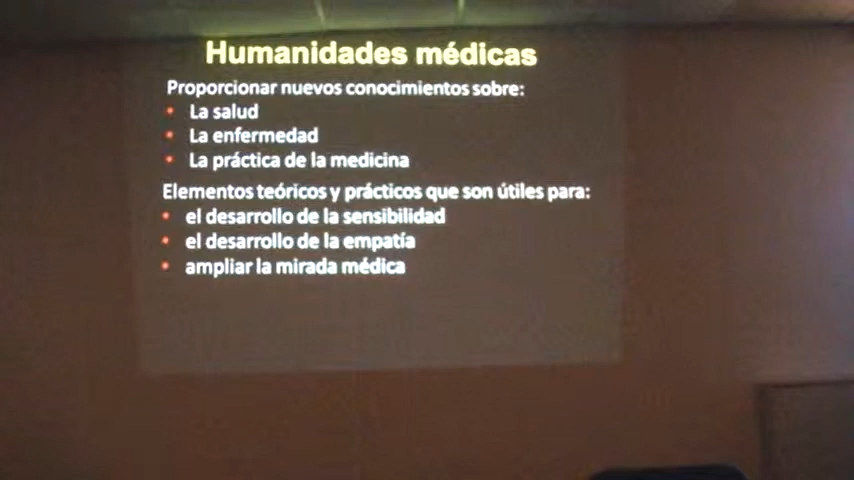 Humanidades médicas
Proporcionar nuevos conocimientos sobre:
• La salud
• La enfermedad
• La práctica de la medicina
Elementos teóricos y prácticos que son útiles para:
• el desarrollo de la sensibilidad
• el desarrollo de la empatía
• ampliar la mirada médica